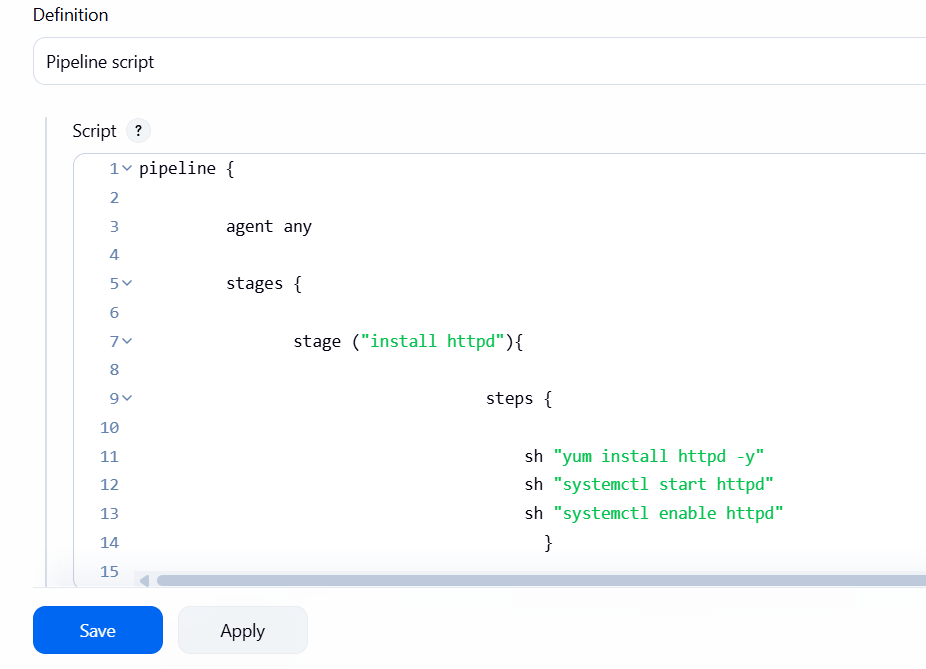 Definition
Pipeline script
Script ?
1 pipeline {
2
3 agent any
4
5 stages {
6
7 stage ("install httpd"){
8
9 steps {
10
11 sh "yum install httpd -y"
12 sh "systemctl start httpd"
13 sh "systemctl enable httpd"
14 }
15
Save Apply